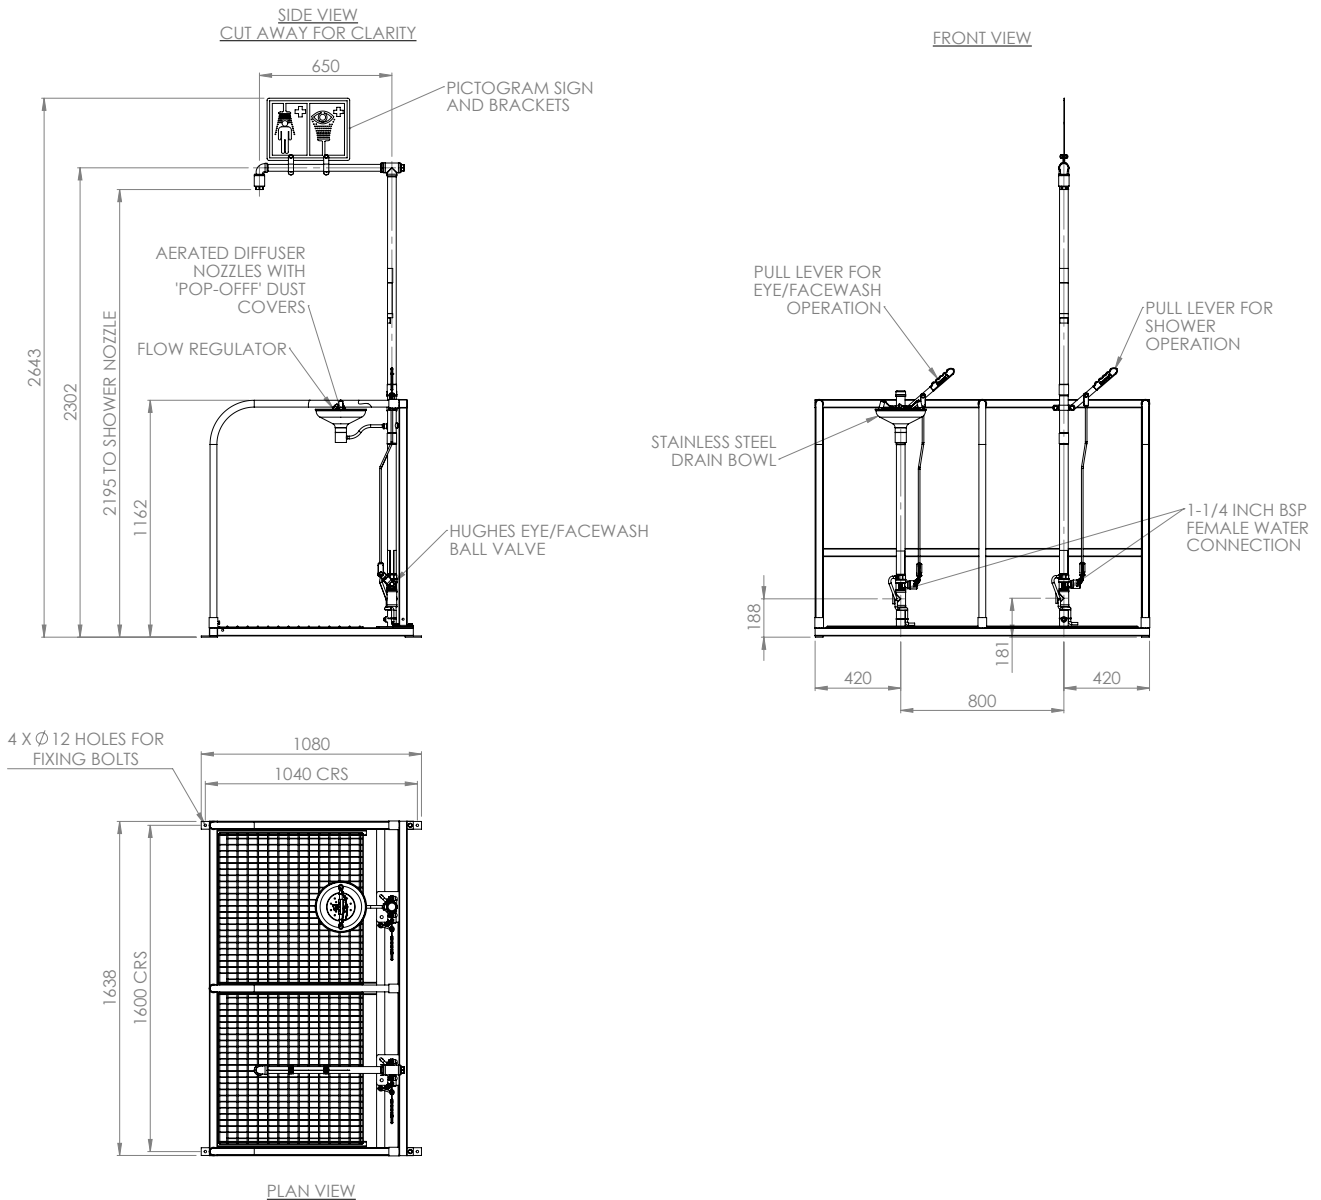 SIDE VIEW
CUT AWAY FOR CLARITY
650
PICTOGRAM SIGN
AND BRACKETS
AERATED DIFFUSER
NOZZLES WITH
'POP-OFFF' DUST
COVERS
FLOW REGULATOR
2643
2302
2195 TO SHOWER NOZZLE
1162
HUGHES EYE/FACEWASH
BALL VALVE
FRONT VIEW
PULL LEVER FOR
EYE/FACEWASH
OPERATION
PULL LEVER FOR
SHOWER
OPERATION
STAINLESS STEEL
DRAIN BOWL
1-1/4 INCH BSP
FEMALE WATER
CONNECTION
188
181
420
420
800
4 X Ø 12 HOLES FOR
FIXING BOLTS
1080
1040 CRS
1638
1600 CRS
PLAN VIEW